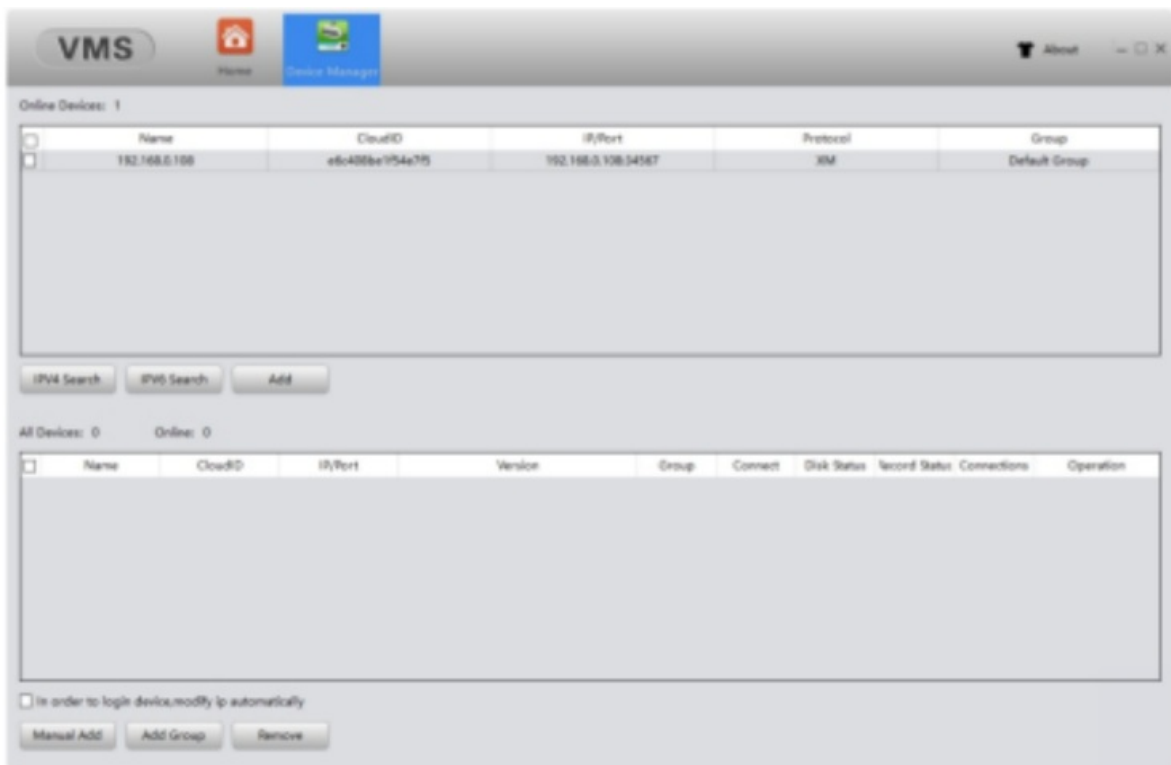 VMS
Home
Device Manager
About
Online Devices: 1
Name CloudID IP/Port Protocol Group
192.168.0.108 e6c408be1f54e7f5 192.168.0.108:34567 XM Default Group
IPV4 Search IPV6 Search Add
All Devices: 0 Online: 0
Name CloudID IP/Port Version Group Connect Disk Status Record Status Connections Operation
In order to login device,modify ip automatically
Manual Add Add Group Remove